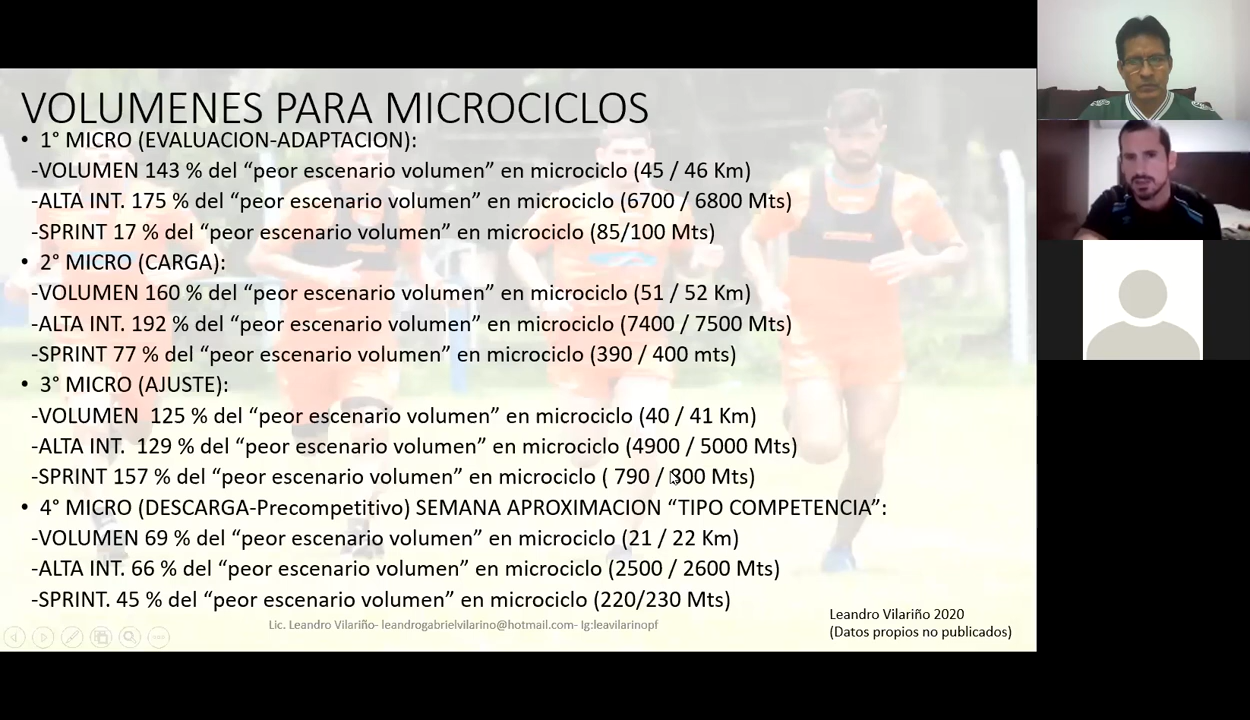 VOLUMENES PARA MICROCICLOS
• 1° MICRO (EVALUACION-ADAPTACION):
-VOLUMEN 143 % del “peor escenario volumen” en microciclo (45 / 46 Km)
-ALTA INT. 175 % del “peor escenario volumen” en microciclo (6700 / 6800 Mts)
-SPRINT 17 % del “peor escenario volumen” en microciclo (85/100 Mts)
• 2° MICRO (CARGA):
-VOLUMEN 160 % del “peor escenario volumen” en microciclo (51 / 52 Km)
-ALTA INT. 192 % del “peor escenario volumen” en microciclo (7400 / 7500 Mts)
-SPRINT 77 % del “peor escenario volumen” en microciclo (390 / 400 mts)
• 3° MICRO (AJUSTE):
-VOLUMEN 125 % del “peor escenario volumen” en microciclo (40 / 41 Km)
-ALTA INT. 129 % del “peor escenario volumen” en microciclo (4900 / 5000 Mts)
-SPRINT 157 % del “peor escenario volumen” en microciclo ( 790 / 800 Mts)
• 4° MICRO (DESCARGA-Precompetitivo) SEMANA APROXIMACION “TIPO COMPETENCIA”:
-VOLUMEN 69 % del “peor escenario volumen” en microciclo (21 / 22 Km)
-ALTA INT. 66 % del “peor escenario volumen” en microciclo (2500 / 2600 Mts)
-SPRINT. 45 % del “peor escenario volumen” en microciclo (220/230 Mts)
Lic. Leandro Vilariño- leandrogabrielvilarino@hotmail.com- Ig:leavilarinopf
Leandro Vilariño 2020
(Datos propios no publicados)